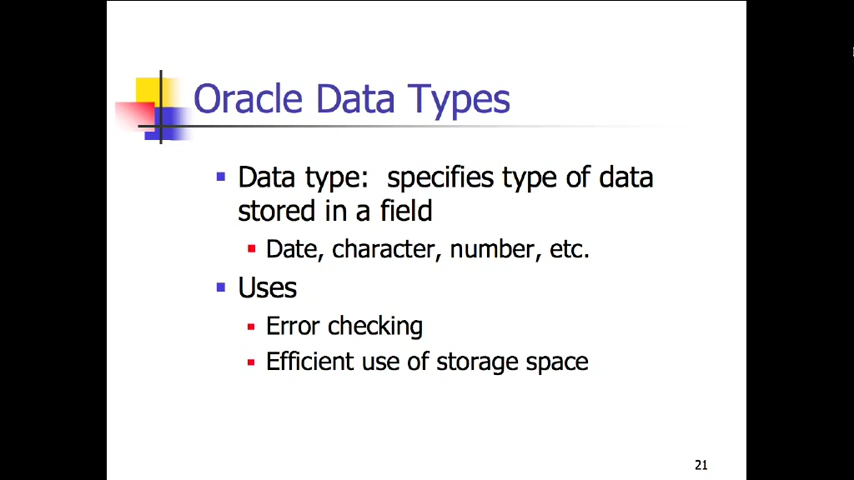 Oracle Data Types
Data type: specifies type of data
stored in a field
Date, character, number, etc.
Uses
Error checking
Efficient use of storage space
21